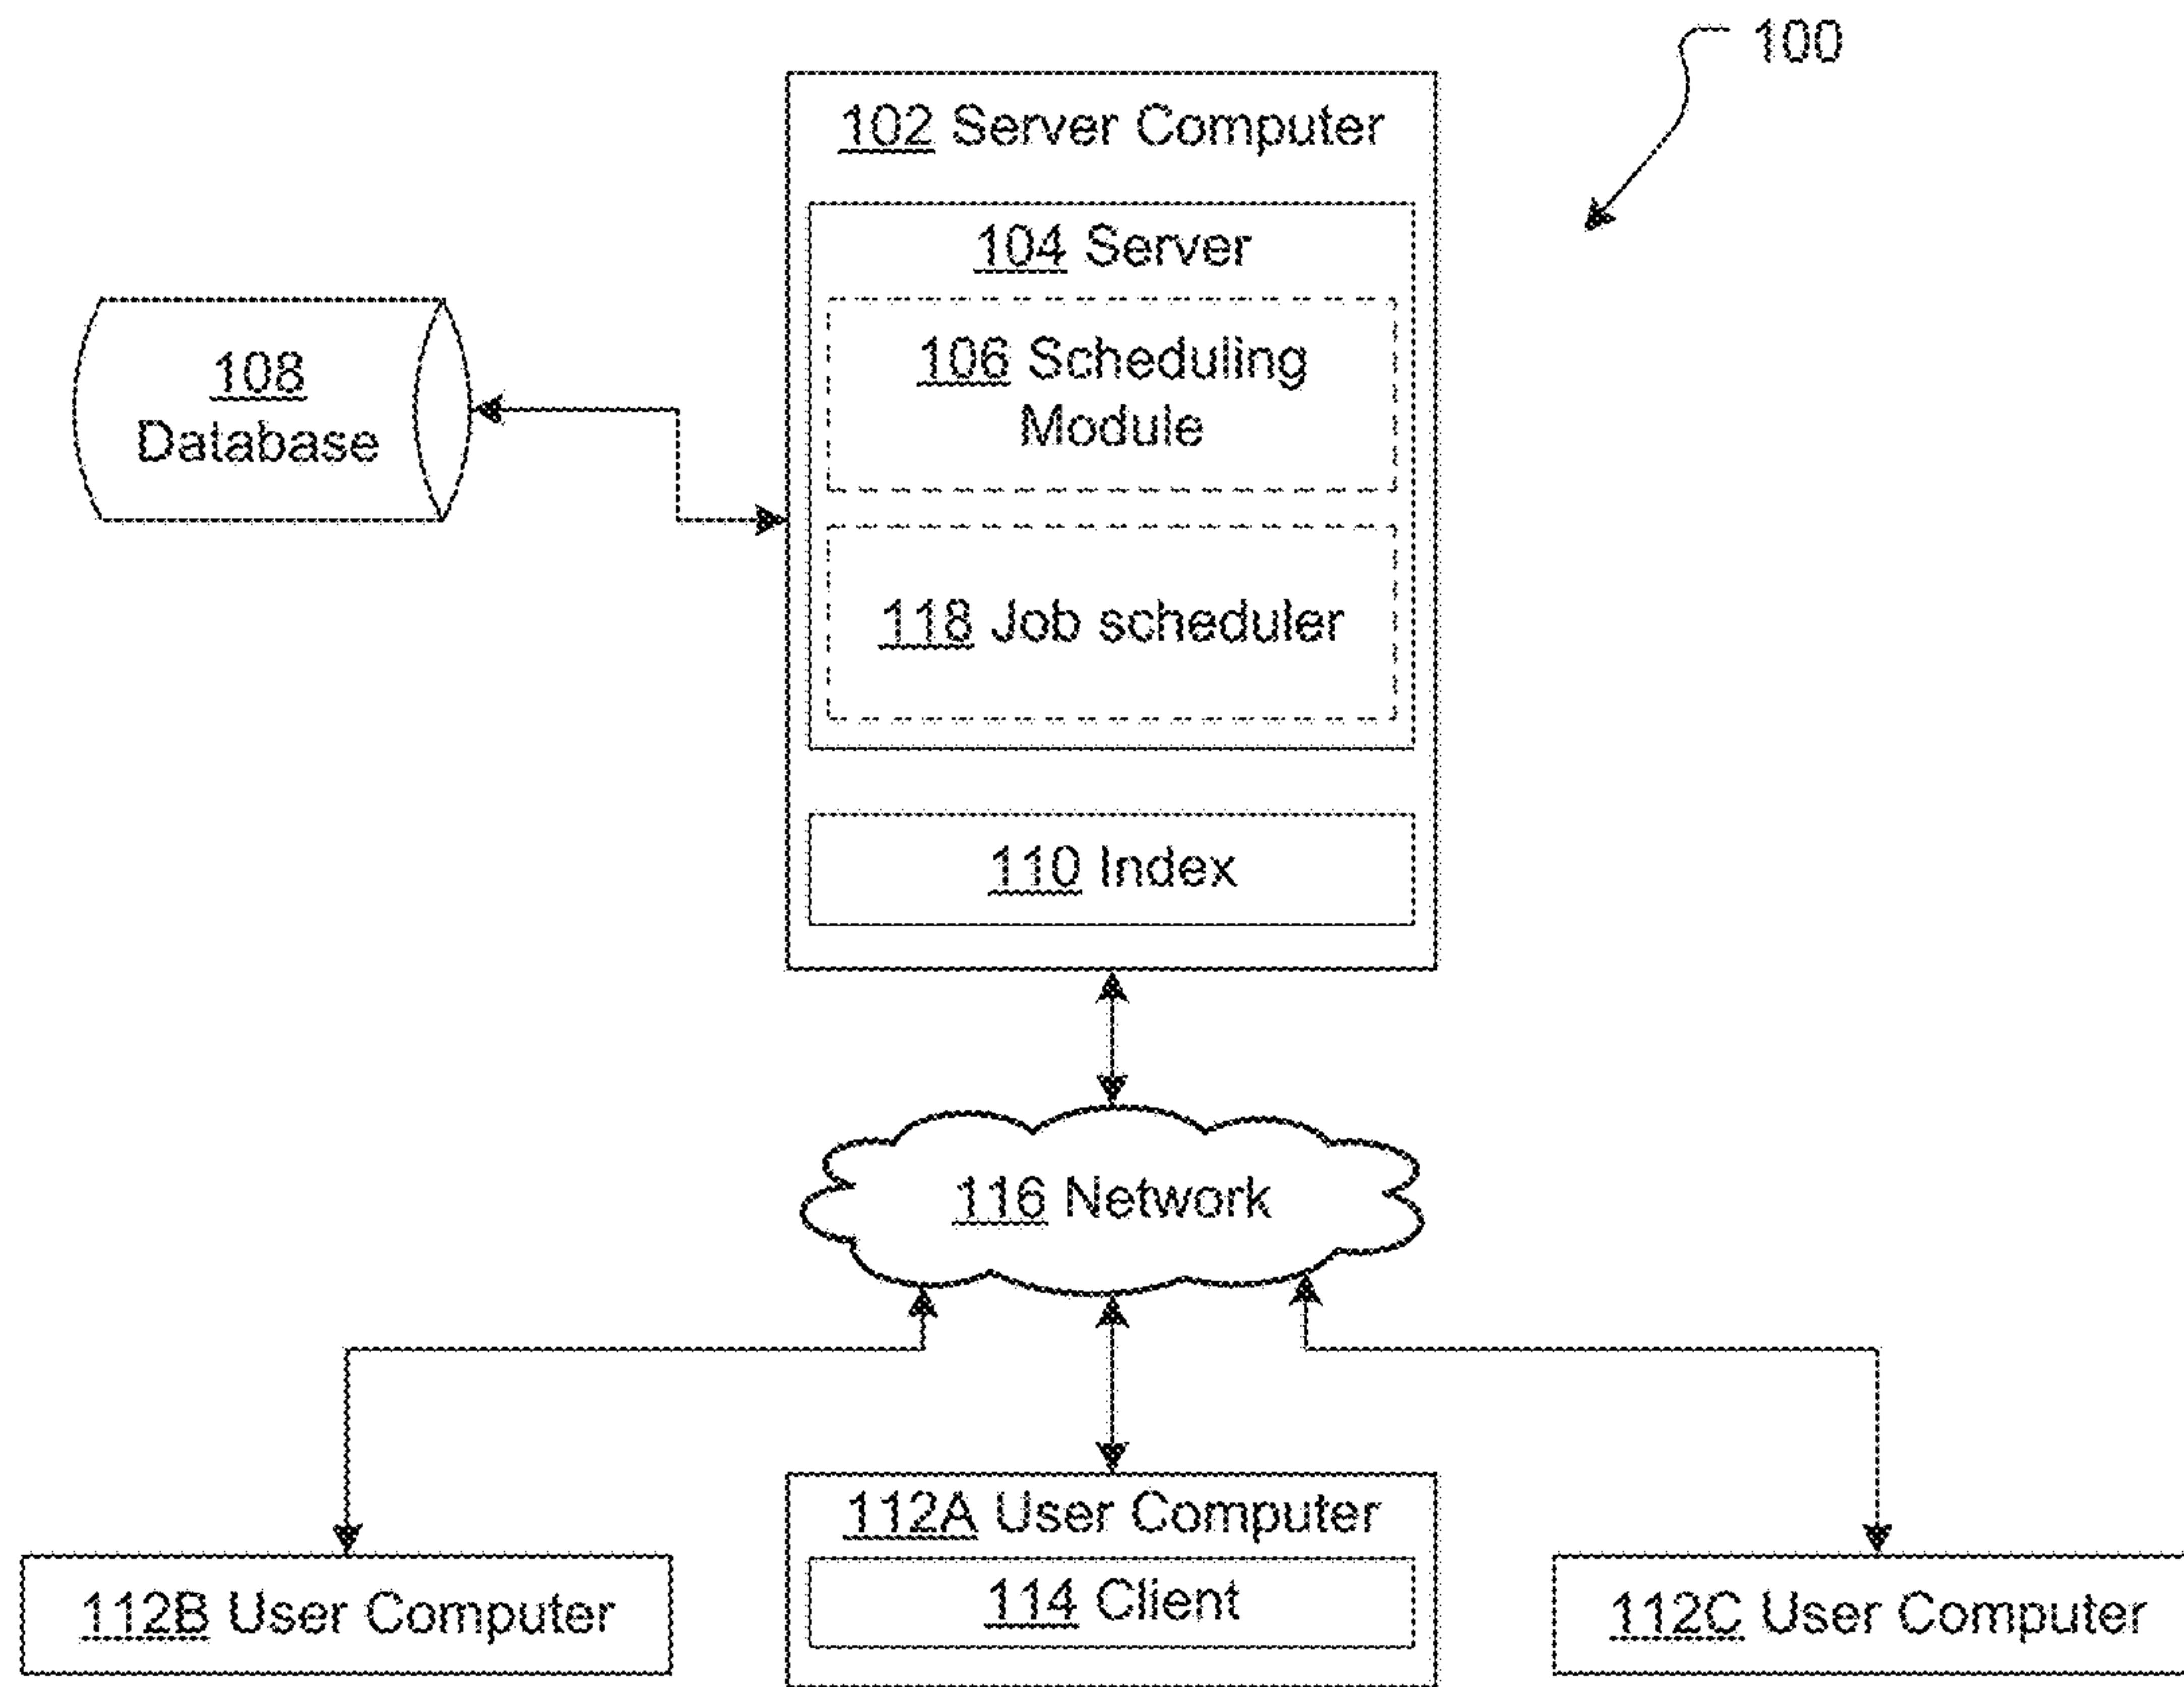 100
102 Server Computer
104 Server
106 Scheduling
Module
108
Database
118 Job scheduler
110 Index
116 Network
112A User Computer
114 Client
112B User Computer
112C User Computer